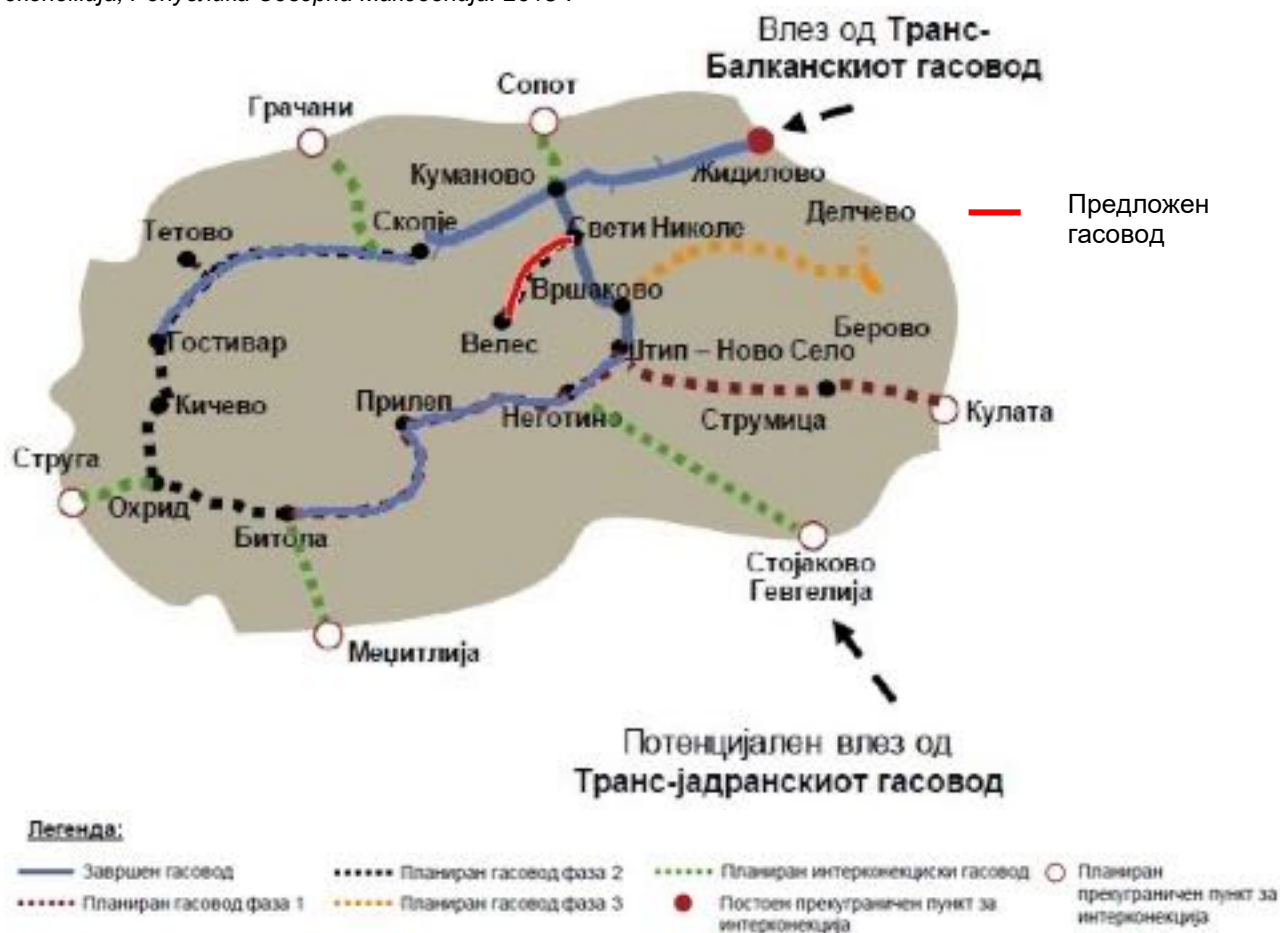 Северна Македонија. 2018 г
Влез од Транс-
Балканскиот гасовод
Сопот
Грачани
Куманово
Жидилово
Предложен
гасовод
Делчево
Скопје
Свети Николе
Тетово
Вршаково
Берово
Велес
Гостивар
Штип – Ново Село
Кичево
Прилеп
Неготино
Струмица
Кулата
Струга
Охрид
Битола
Стојаково
Гевгелија
Меџитлија
Потенцијален влез од
Транс-јадранскиот гасовод
Легенда:
Завршен гасовод
Планиран гасовод фаза 1
Планиран гасовод фаза 2
Планиран гасовод фаза 3
Планиран интерконекциски гасовод
Постоен прекуграничен пункт за
интерконекција
Планиран
прекуграничен пункт за
интерконекција